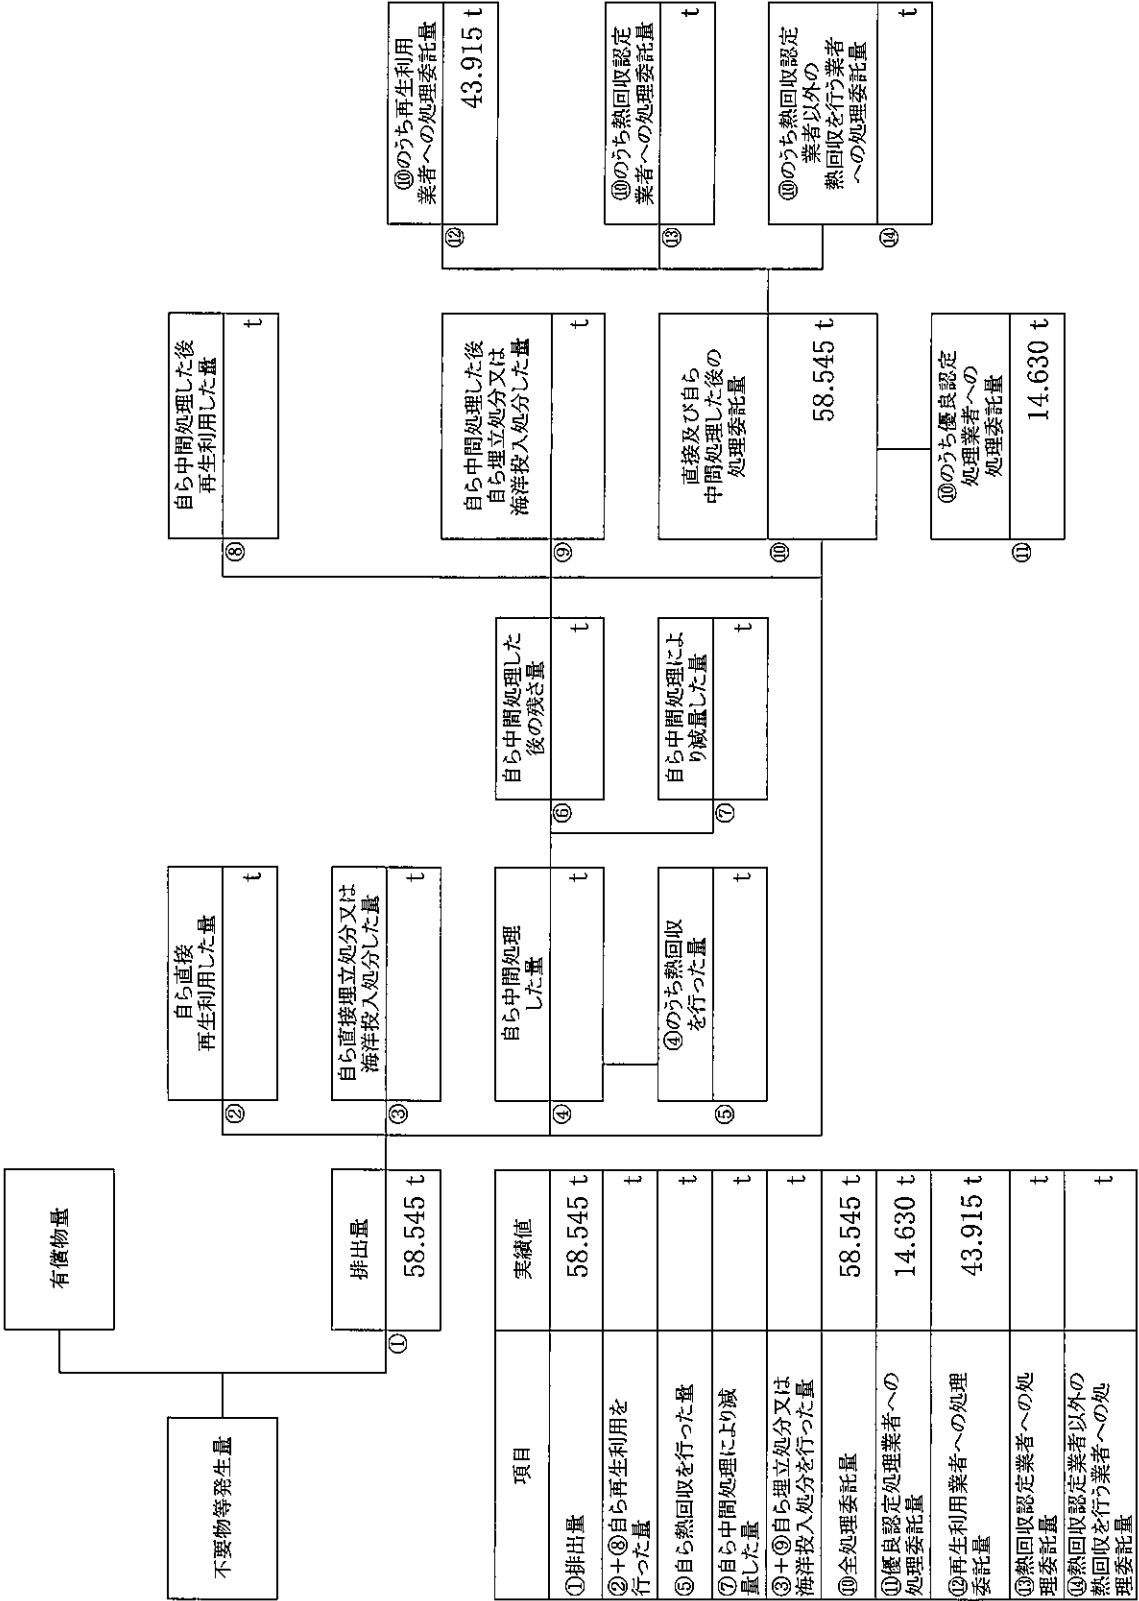 不要物等発生量
有償物量
排出量
① 58.545 t
自ら直接
再生利用した量
② t
自ら直接埋立処分又は
海洋投入処分した量
③ t
自ら中間処理
した量
④ t
④のうち熱回収
を行った量
⑤ t
自ら中間処理した
後の残さ量
⑥ t
自ら中間処理によ
り減量した量
⑦ t
自ら中間処理した後
再生利用した量
⑧ t
自ら中間処理した後
自ら埋立処分又は
海洋投入処分した量
⑨ t
直接及び自ら
中間処理した後の
処理委託量
⑩ 58.545 t
⑩のうち優良認定
処理業者への
処理委託量
⑪ 14.630 t
⑩のうち再生利用
業者への処理委託量
⑫ 43.915 t
⑩のうち熱回収認定
業者への処理委託量
⑬ t
⑩のうち熱回収認定
業者以外の
熱回収を行う業者
への処理委託量
⑭ t
項目 実績値
①排出量 58.545 t
②+⑧自ら再生利用を
行った量 t
⑤自ら熱回収を行った量 t
⑦自ら中間処理により減
量した量 t
③+⑨自ら埋立処分又は
海洋投入処分を行った量 t
⑩全処理委託量 58.545 t
⑪優良認定処理業者への
処理委託量 14.630 t
⑫再生利用業者への処理
委託量 43.915 t
⑬熱回収認定業者への処
理委託量 t
⑭熱回収認定業者以外の
熱回収を行う業者への処
理委託量 t